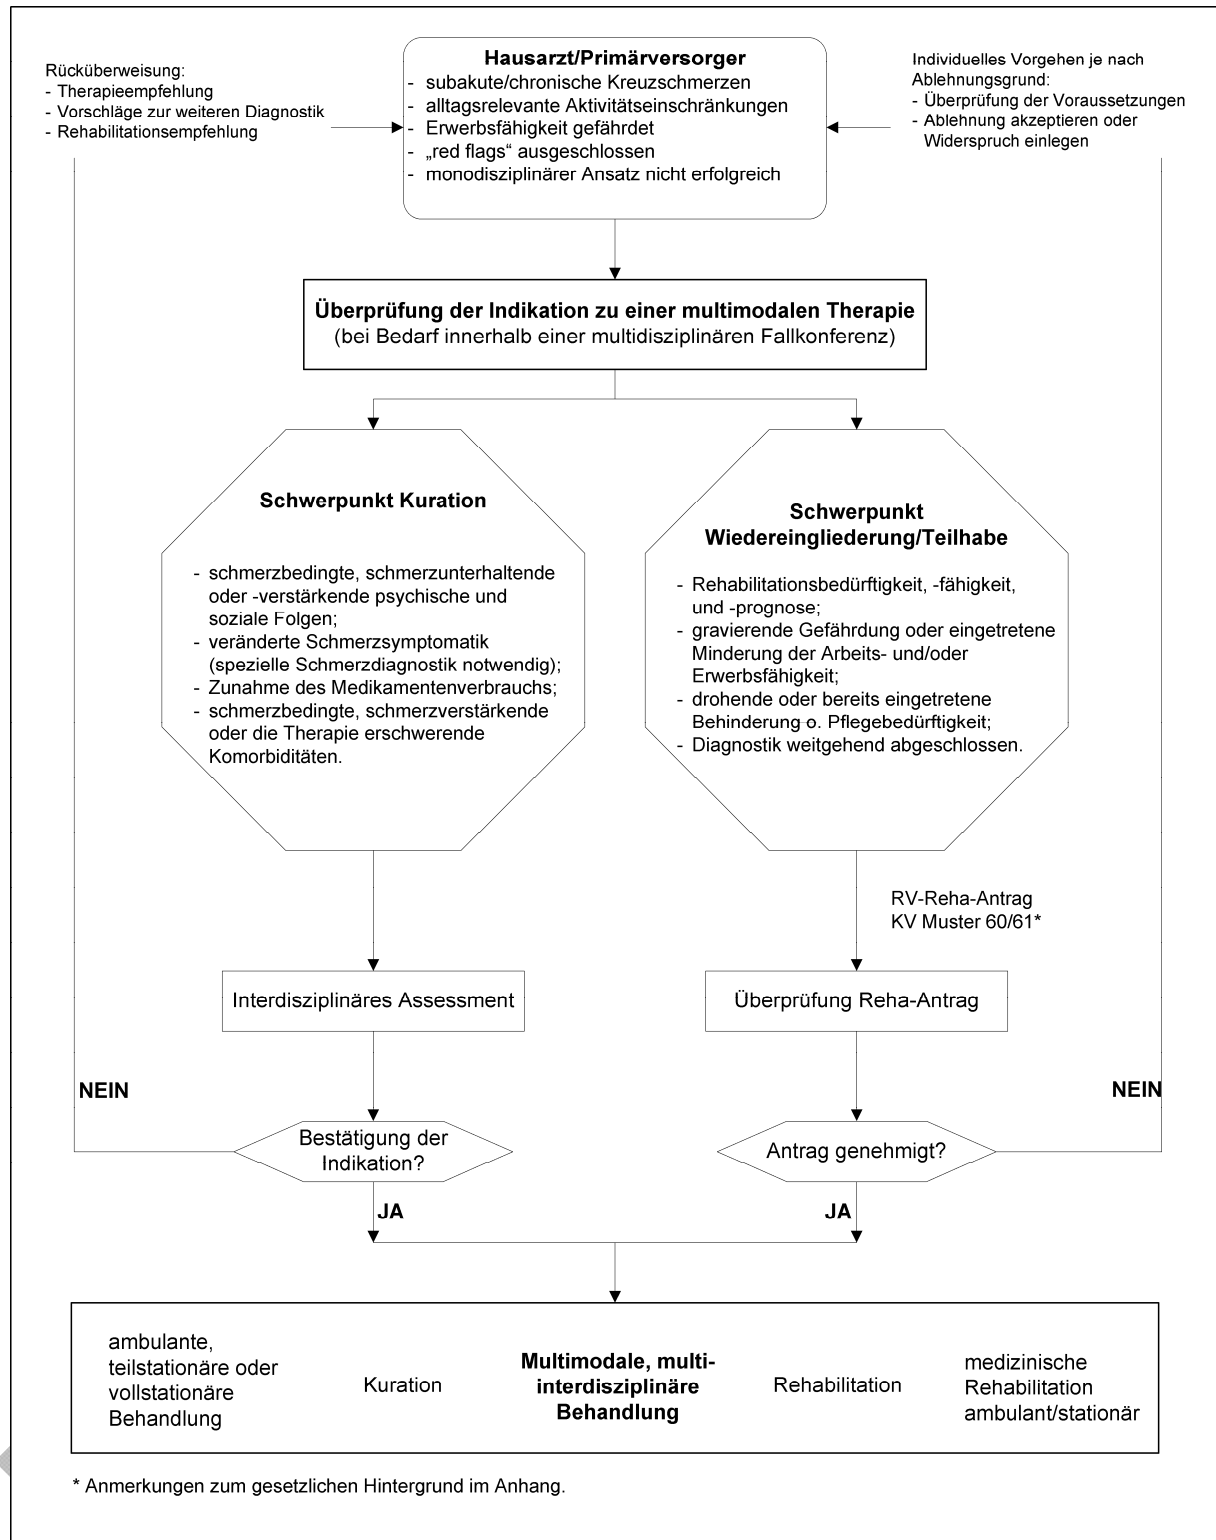 Rücküberweisung:
- Therapieempfehlung
- Vorschläge zur weiteren Diagnostik
- Rehabilitationsempfehlung
Hausarzt/Primärversorger
- subakute/chronische Kreuzschmerzen
- alltagsrelevante Aktivitätseinschränkungen
- Erwerbsfähigkeit gefährdet
- „red flags“ ausgeschlossen
- monodisziplinärer Ansatz nicht erfolgreich
Individuelles Vorgehen je nach
Ablehnungsgrund:
- Überprüfung der Voraussetzungen
- Ablehnung akzeptieren oder
Widerspruch einlegen
Überprüfung der Indikation zu einer multimodalen Therapie
(bei Bedarf innerhalb einer multidisziplinären Fallkonferenz)
Schwerpunkt Kuration
- schmerzbedingte, schmerzunterhaltende
oder -verstärkende psychische und
soziale Folgen;
- veränderte Schmerzsymptomatik
(spezielle Schmerzdiagnostik notwendig);
- Zunahme des Medikamentenverbrauchs;
- schmerzbedingte, schmerzverstärkende
oder die Therapie erschwerende
Komorbiditäten.
Schwerpunkt
Wiedereingliederung/Teilhabe
- Rehabilitationsbedürftigkeit, -fähigkeit,
und -prognose;
- gravierende Gefährdung oder eingetretene
Minderung der Arbeits- und/oder
Erwerbsfähigkeit;
- drohende oder bereits eingetretene
Behinderung o. Pflegebedürftigkeit;
- Diagnostik weitgehend abgeschlossen.
RV-Reha-Antrag
KV Muster 60/61*
Interdisziplinäres Assessment
Überprüfung Reha-Antrag
NEIN
NEIN
Bestätigung der
Indikation?
Antrag genehmigt?
JA
JA
ambulante,
teilstationäre oder
vollstationäre
Behandlung
Kuration
Multimodale, multi-
interdisziplinäre
Behandlung
Rehabilitation
medizinische
Rehabilitation
ambulant/stationär
* Anmerkungen zum gesetzlichen Hintergrund im Anhang.